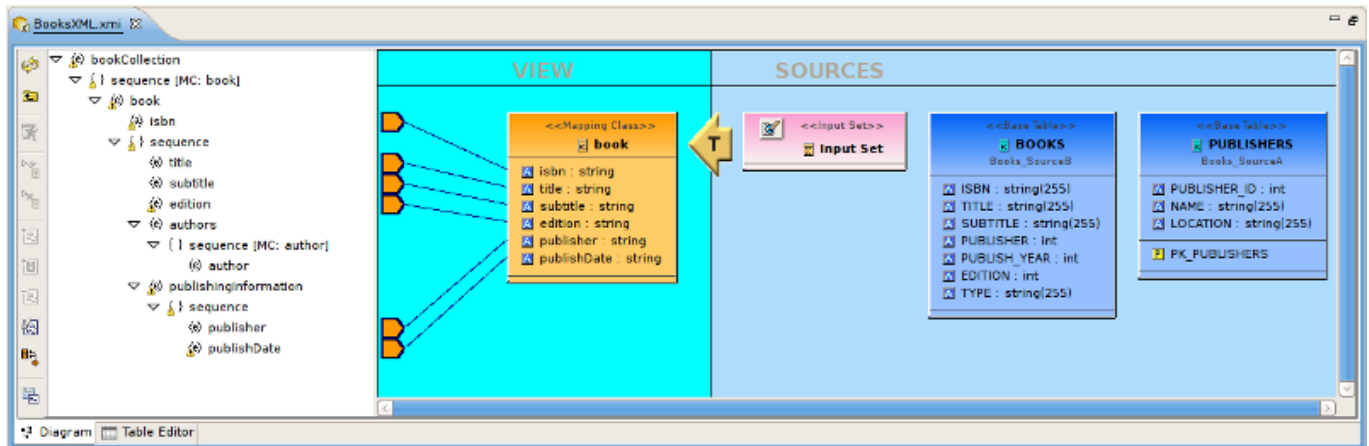 BooksXML.xmi
bookCollection
sequence [MC: book]
book
isbn
sequence
title
subtitle
edition
authors
sequence [MC: author]
author
publishingInformation
sequence
publisher
publishDate
VIEW
<<Mapping Class>>
book
isbn : string
title : string
subtitle : string
edition : string
publisher : string
publishDate : string
T
SOURCES
<<Input Set>>
Input Set
<<Base Table>>
BOOKS
Books_SourceB
ISBN : string(255)
TITLE : string(255)
SUBTITLE : string(255)
PUBLISHER : int
PUBLISH_YEAR : int
EDITION : int
TYPE : string(255)
<<Base Table>>
PUBLISHERS
Books_SourceA
PUBLISHER_ID : int
NAME : string(255)
LOCATION : string(255)
PK_PUBLISHERS
Diagram Table Editor